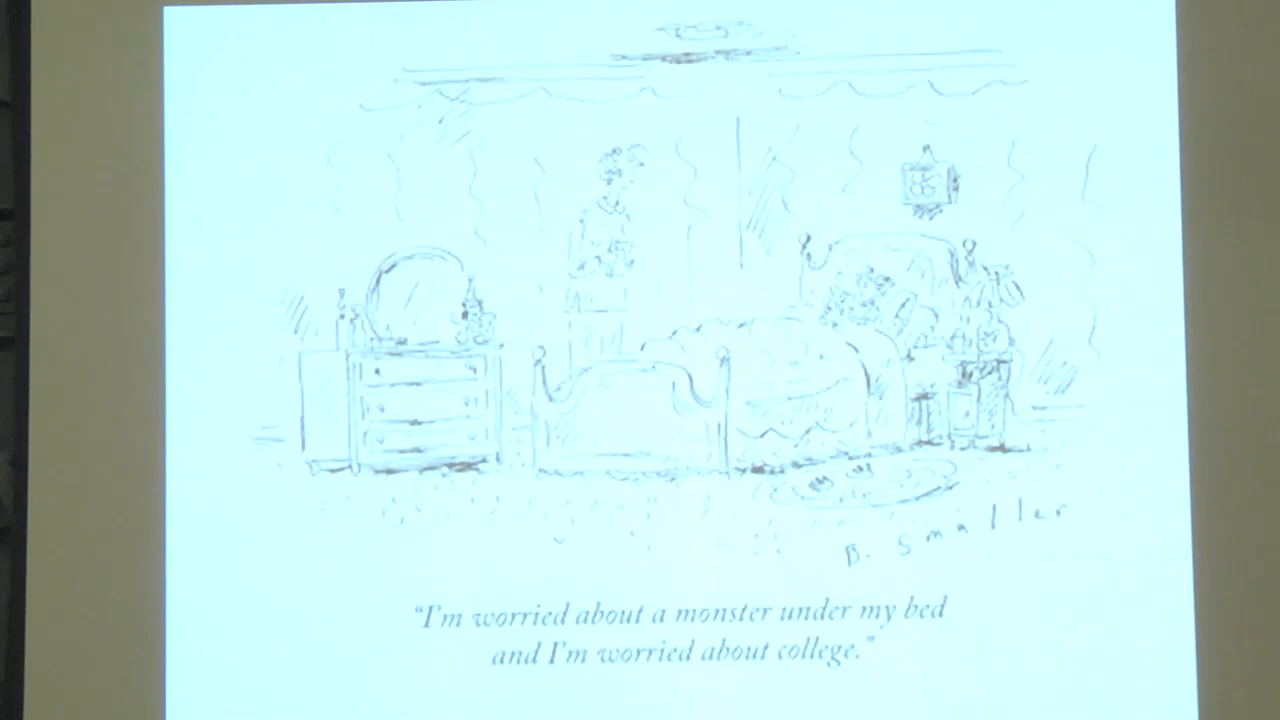 B. Smaller
“I'm worried about a monster under my bed
and I'm worried about college.”